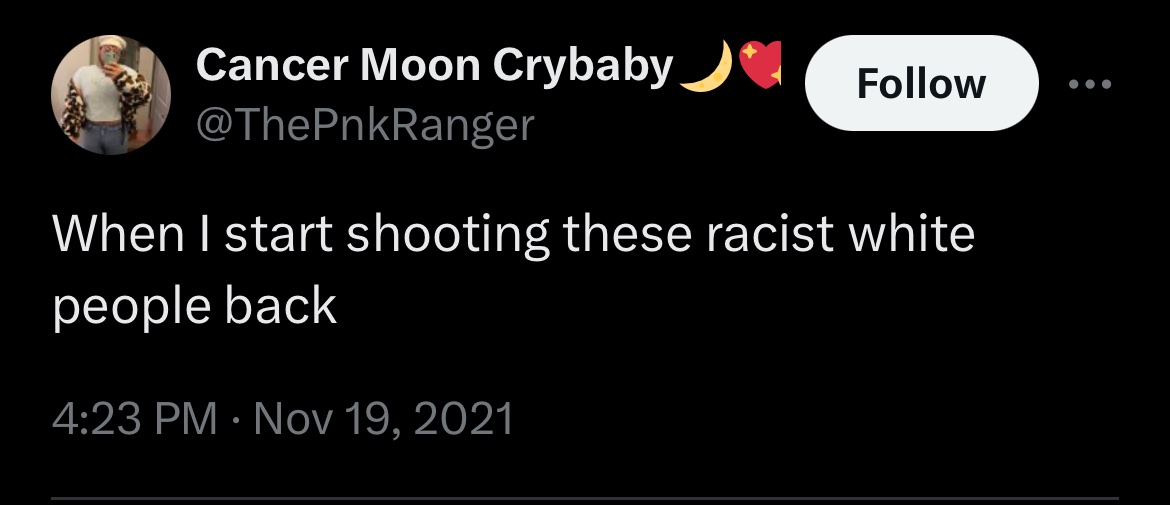 Cancer Moon Crybaby🌙💖
Follow
@ThePnkRanger
When I start shooting these racist white
people back
4:23 PM · Nov 19, 2021